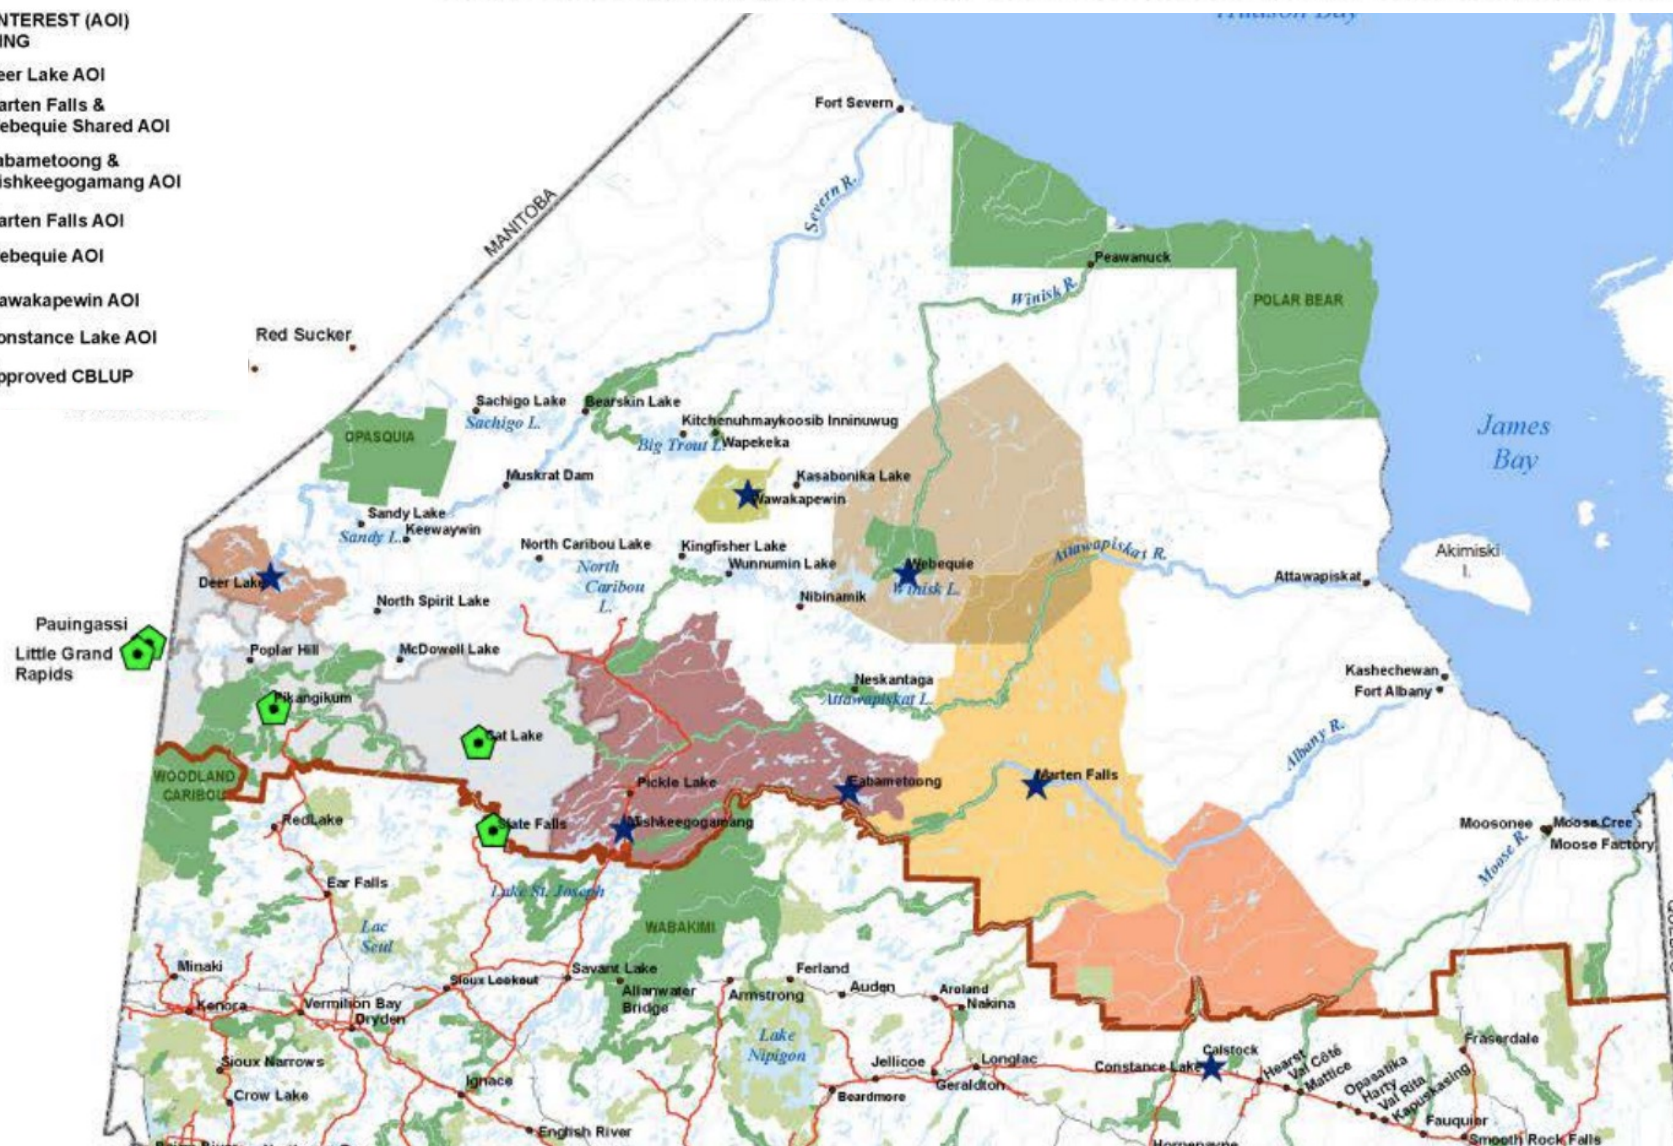 NTEREST (AOI)
ING
eer Lake AOI
arten Falls &
ebequie Shared AOI
abametoong &
ishkeegogamang AOI
arten Falls AOI
ebequie AOI
awakapewin AOI
onstance Lake AOI
pproved CBLUP
Hudson Bay
Fort Severn
Severn R.
MANITOBA
Peawanuck
Winisk R.
POLAR BEAR
Red Sucker
Sachigo Lake
Sachigo L.
Bearskin Lake
Kitchenuhmaykoosib Inninuwug
Big Trout L.
Wapekeka
OPASQUIA
James
Bay
Muskrat Dam
Kasabonika Lake
Wawakapewin
Sandy Lake
Sandy L.
Keewaywin
North Caribou Lake
North
Caribou
L.
Kingfisher Lake
Wunnumin Lake
Nibinamik
Webequie
Winisk L.
Attawapiskat R.
Attawapiskat
Akimiski
I.
Deer Lake
North Spirit Lake
Pauingassi
Little Grand
Rapids
Poplar Hill
McDowell Lake
Pikangikum
Cat Lake
Neskantaga
Attawapiskat L.
Kashechewan
Fort Albany
Albany R.
WOODLAND
CARIBOU
Pickle Lake
Eabametoong
Marten Falls
Red Lake
Slate Falls
Mishkeegogamang
Moosonee
Moose Cree
Moose Factory
Moose R.
Ear Falls
Lake St. Joseph
Lac
Seul
WABAKIMI
Minaki
Kenora
Vermilion Bay
Dryden
Sioux Lookout
Savant Lake
Allanwater
Bridge
Armstrong
Ferland
Auden
Aroland
Nakina
Lake
Nipigon
Sioux Narrows
Crow Lake
Ignace
English River
Jellicoe
Beardmore
Geraldton
Longlac
Constance Lake
Calstock
Hearst
Val Côté
Mattice
Opasatika
Harty
Val Rita
Kapuskasing
Fraserdale
Fauquier
Smooth Rock Falls
Hornepayne